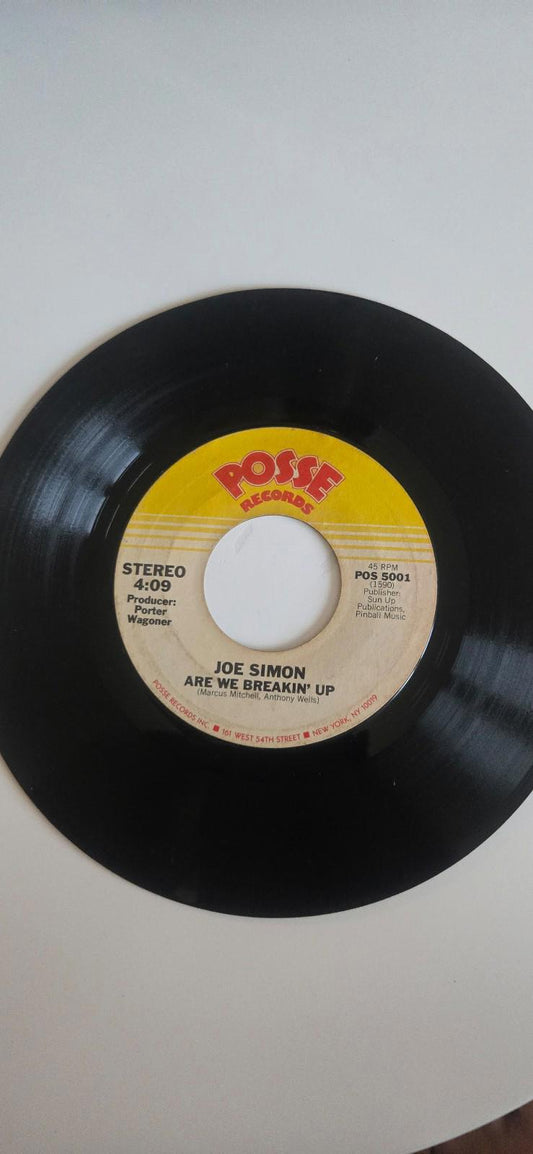 POSSE
RECORDS
STEREO
4:09
Producer:
Porter
Wagoner
45 RPM
POS 5001
(1590)
Publisher:
Sun Up
Publications,
Pinball Music
JOE SIMON
ARE WE BREAKIN' UP
(Marcus Mitchell, Anthony Wells)
POSSE RECORDS INC. ■ 161 WEST 54TH STREET ■ NEW YORK, NY 10019